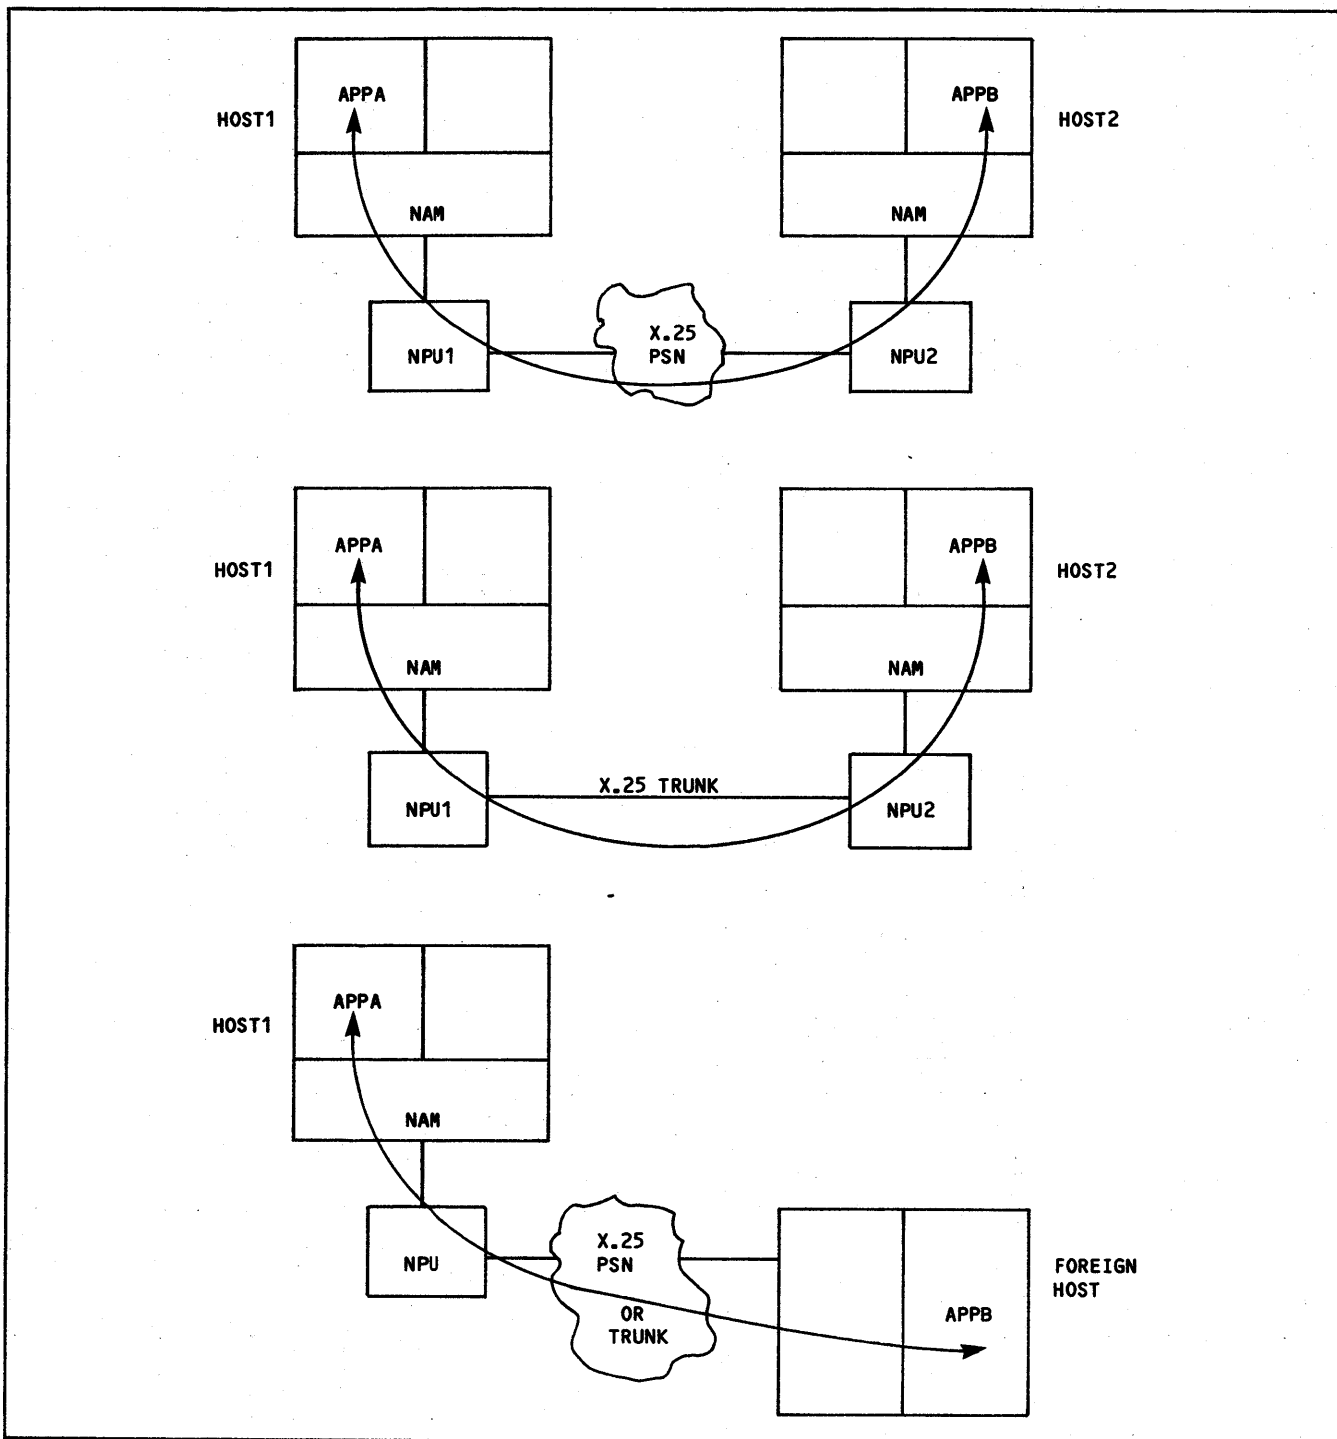 APPA
APPB
HOST1
HOST2
NAM
NAM
X.25
PSN
NPU1
NPU2
APPA
APPB
HOST1
HOST2
NAM
NAM
X.25 TRUNK
NPU1
NPU2
APPA
HOST1
NAM
X.25
PSN
NPU
OR
TRUNK
FOREIGN
HOST
APPB